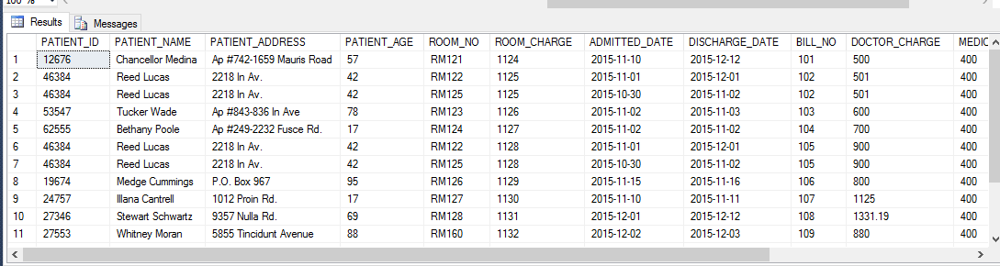 100 %
Results Messages
PATIENT_ID PATIENT_NAME PATIENT_ADDRESS PATIENT_AGE ROOM_NO ROOM_CHARGE ADMITTED_DATE DISCHARGE_DATE BILL_NO DOCTOR_CHARGE MEDIC
1 12676 Chancellor Medina Ap #742-1659 Mauris Road 57 RM121 1124 2015-11-10 2015-12-12 101 500 400
2 46384 Reed Lucas 2218 In Av. 42 RM122 1125 2015-11-01 2015-12-01 102 501 400
3 46384 Reed Lucas 2218 In Av. 42 RM122 1125 2015-10-30 2015-11-02 102 501 400
4 53547 Tucker Wade Ap #843-836 In Ave 78 RM123 1126 2015-11-02 2015-11-03 103 600 400
5 62555 Bethany Poole Ap #249-2232 Fusce Rd. 17 RM124 1127 2015-11-02 2015-11-02 104 700 400
6 46384 Reed Lucas 2218 In Av. 42 RM122 1128 2015-11-01 2015-12-01 105 900 400
7 46384 Reed Lucas 2218 In Av. 42 RM122 1128 2015-10-30 2015-11-02 105 900 400
8 19674 Medge Cummings P.O. Box 967 95 RM126 1129 2015-11-15 2015-11-16 106 800 400
9 24757 Illana Cantrell 1012 Proin Rd. 17 RM127 1130 2015-11-10 2015-11-11 107 1125 400
10 27346 Stewart Schwartz 9357 Nulla Rd. 69 RM128 1131 2015-12-01 2015-12-12 108 1331.19 400
11 27553 Whitney Moran 5855 Tincidunt Avenue 88 RM160 1132 2015-12-02 2015-12-03 109 880 400